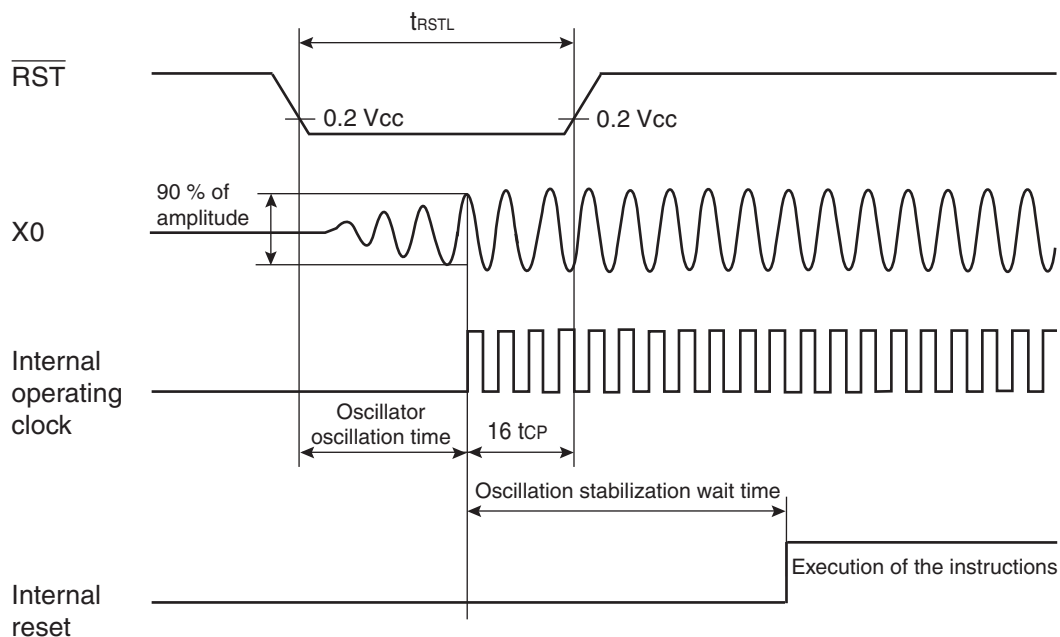 tRSTL
RST
0.2 Vcc
0.2 Vcc
90 % of
amplitude
X0
Internal
operating
clock
Oscillator
oscillation time
16 tCP
Oscillation stabilization wait time
Execution of the instructions
Internal
reset